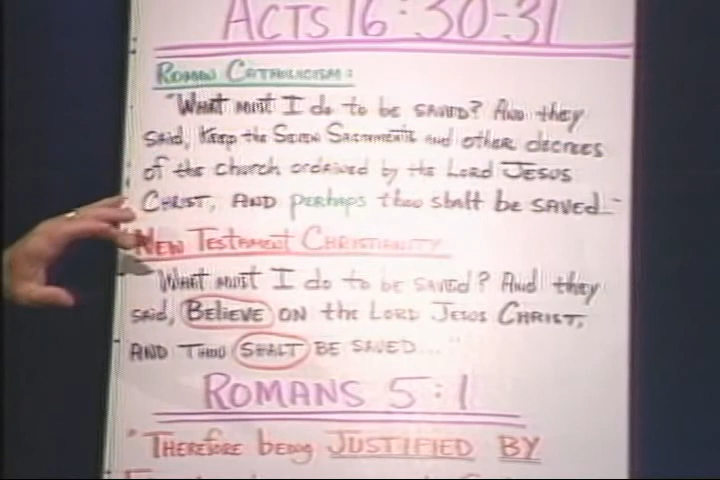 ACTS 16:30-31
ROMAN CATHOLICISM:
"WHAT MUST I do to be SAVED? AND they
said, Keep the SEVEN SACRAMENTS and other decrees
of the church ordained by the LORD JESUS
CHRIST, AND perhaps thou shalt be SAVED..."
NEW TESTAMENT CHRISTIANITY
"WHAT MUST I do to be SAVED? And they
said, BELIEVE ON the LORD JESUS CHRIST,
AND THOU SHALT BE SAVED..."
ROMANS 5:1
"THEREFORE being JUSTIFIED BY